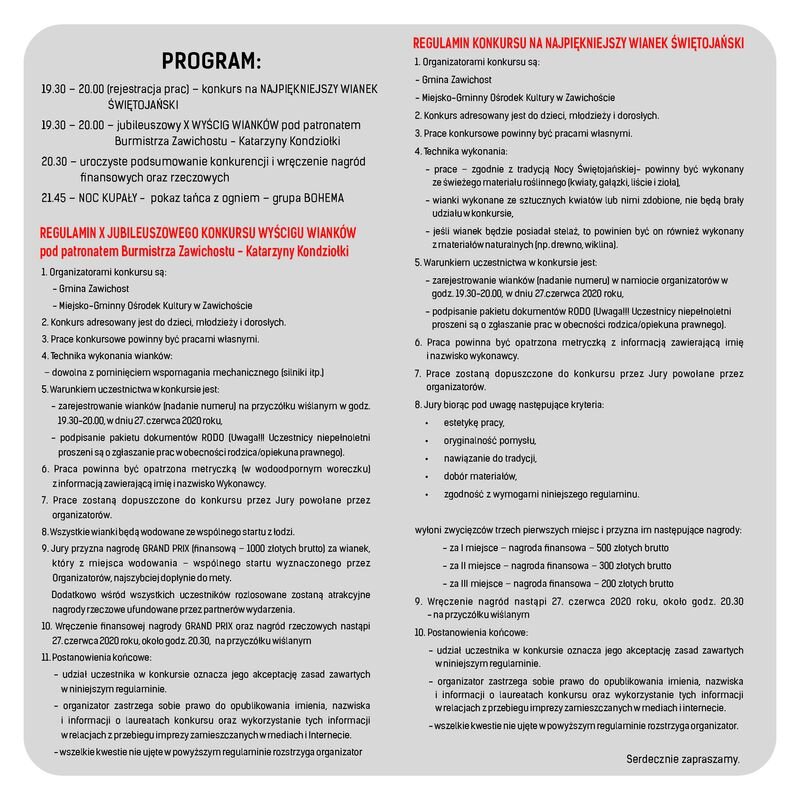 PROGRAM:
19.30 – 20.00 (rejestracja prac) – konkurs na NAJPIĘKNIEJSZY WIANEK
ŚWIĘTOJAŃSKI
19.30 – 20.00 – jubileuszowy X WYŚCIG WIANKÓW pod patronatem
Burmistrza Zawichostu - Katarzyny Kondziołki
20.30 – uroczyste podsumowanie konkurencji i wręczenie nagród
finansowych oraz rzeczowych
21.45 – NOC KUPAŁY - pokaz tańca z ogniem – grupa BOHEMA
REGULAMIN X JUBILEUSZOWEGO KONKURSU WYŚCIGU WIANKÓW
pod patronatem Burmistrza Zawichostu - Katarzyny Kondziołki
1. Organizatorami konkursu są:
- Gmina Zawichost
- Miejsko-Gminny Ośrodek Kultury w Zawichoście
2. Konkurs adresowany jest do dzieci, młodzieży i dorosłych.
3. Prace konkursowe powinny być pracami własnymi.
4. Technika wykonania wianków:
– dowolna z pominięciem wspomagania mechanicznego (silniki itp.)
5. Warunkiem uczestnictwa w konkursie jest:
- zarejestrowanie wianków (nadanie numeru) na przyczółku wiślanym w godz.
19.30-20.00, w dniu 27. czerwca 2020 roku,
- podpisanie pakietu dokumentów RODO (Uwaga!!! Uczestnicy niepełnoletni
proszeni są o zgłaszanie prac w obecności rodzica/opiekuna prawnego).
6. Praca powinna być opatrzona metryczką (w wodoodpornym woreczku)
z informacją zawierającą imię i nazwisko Wykonawcy.
7. Prace zostaną dopuszczone do konkursu przez Jury powołane przez
organizatorów.
8. Wszystkie wianki będą wodowane ze wspólnego startu z łodzi.
9. Jury przyzna nagrodę GRAND PRIX (finansową – 1000 złotych brutto) za wianek,
który z miejsca wodowania – wspólnego startu wyznaczonego przez
Organizatorów, najszybciej dopłynie do mety.
Dodatkowo wśród wszystkich uczestników rozlosowane zostaną atrakcyjne
nagrody rzeczowe ufundowane przez partnerów wydarzenia.
10. Wręczenie finansowej nagrody GRAND PRIX oraz nagród rzeczowych nastąpi
27. czerwca 2020 roku, około godz. 20.30, na przyczółku wiślanym
11. Postanowienia końcowe:
- udział uczestnika w konkursie oznacza jego akceptację zasad zawartych
w niniejszym regulaminie.
- organizator zastrzega sobie prawo do opublikowania imienia, nazwiska
i informacji o laureatach konkursu oraz wykorzystanie tych informacji
w relacjach z przebiegu imprezy zamieszczanych w mediach i Internecie.
- wszelkie kwestie nie ujęte w powyższym regulaminie rozstrzyga organizator
REGULAMIN KONKURSU NA NAJPIĘKNIEJSZY WIANEK ŚWIĘTOJAŃSKI
1. Organizatorami konkursu są:
- Gmina Zawichost
- Miejsko-Gminny Ośrodek Kultury w Zawichoście
2. Konkurs adresowany jest do dzieci, młodzieży i dorosłych.
3. Prace konkursowe powinny być pracami własnymi.
4. Technika wykonania:
- prace – zgodnie z tradycją Nocy Świętojańskiej- powinny być wykonany
ze świeżego materiału roślinnego (kwiaty, gałązki, liście i zioła),
- wianki wykonane ze sztucznych kwiatów lub nimi zdobione, nie będą brały
udziału w konkursie,
- jeśli wianek będzie posiadał stelaż, to powinien być on również wykonany
z materiałów naturalnych (np. drewno, wiklina).
5. Warunkiem uczestnictwa w konkursie jest:
- zarejestrowanie wianków (nadanie numeru) w namiocie organizatorów w
godz. 19.30-20.00, w dniu 27.czerwca 2020 roku,
- podpisanie pakietu dokumentów RODO (Uwaga!!! Uczestnicy niepełnoletni
proszeni są o zgłaszanie prac w obecności rodzica/opiekuna prawnego).
6. Praca powinna być opatrzona metryczką z informacją zawierającą imię
i nazwisko wykonawcy.
7. Prace zostaną dopuszczone do konkursu przez Jury powołane przez
organizatorów.
8. Jury biorąc pod uwagę następujące kryteria:
• estetykę pracy,
• oryginalność pomysłu,
• nawiązanie do tradycji,
• dobór materiałów,
• zgodność z wymogami niniejszego regulaminu.
wyłoni zwycięzców trzech pierwszych miejsc i przyzna im następujące nagrody:
- za I miejsce – nagroda finansowa – 500 złotych brutto
- za II miejsce – nagroda finansowa – 300 złotych brutto
- za III miejsce – nagroda finansowa – 200 złotych brutto
9. Wręczenie nagród nastąpi 27. czerwca 2020 roku, około godz. 20.30
– na przyczółku wiślanym
10. Postanowienia końcowe:
- udział uczestnika w konkursie oznacza jego akceptację zasad zawartych
w niniejszym regulaminie.
- organizator zastrzega sobie prawo do opublikowania imienia, nazwiska
i informacji o laureatach konkursu oraz wykorzystanie tych informacji
w relacjach z przebiegu imprezy zamieszczanych w mediach i internecie.
- wszelkie kwestie nie ujęte w powyższym regulaminie rozstrzyga organizator.
Serdecznie zapraszamy.